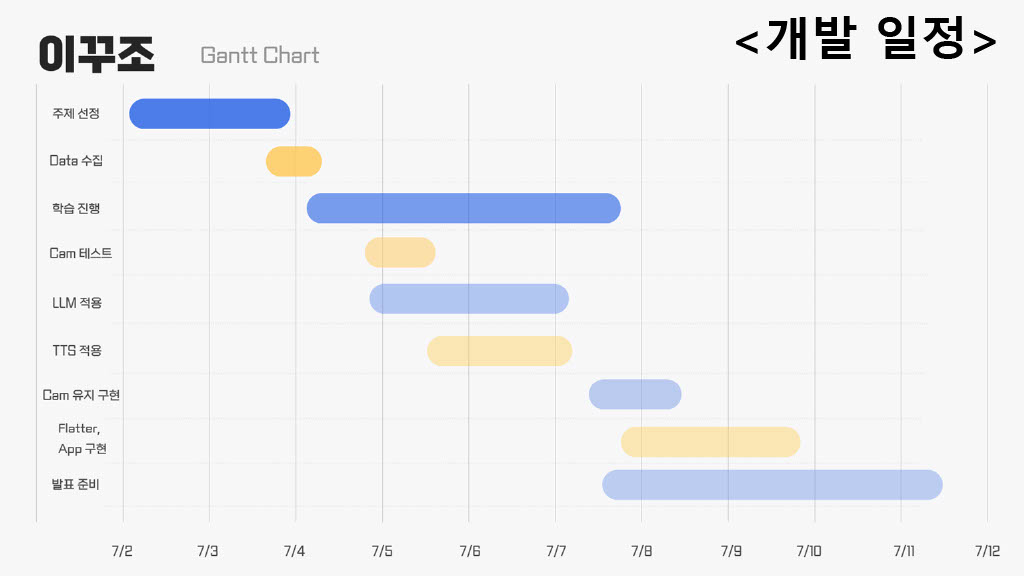 이꾸조
Gantt Chart
<개발 일정>
주제 선정
Data 수집
학습 진행
Cam 테스트
LLM 적용
TTS 적용
Cam 유지 구현
Flatter,
App 구현
발표 준비
7/2 7/3 7/4 7/5 7/6 7/7 7/8 7/9 7/10 7/11 7/12